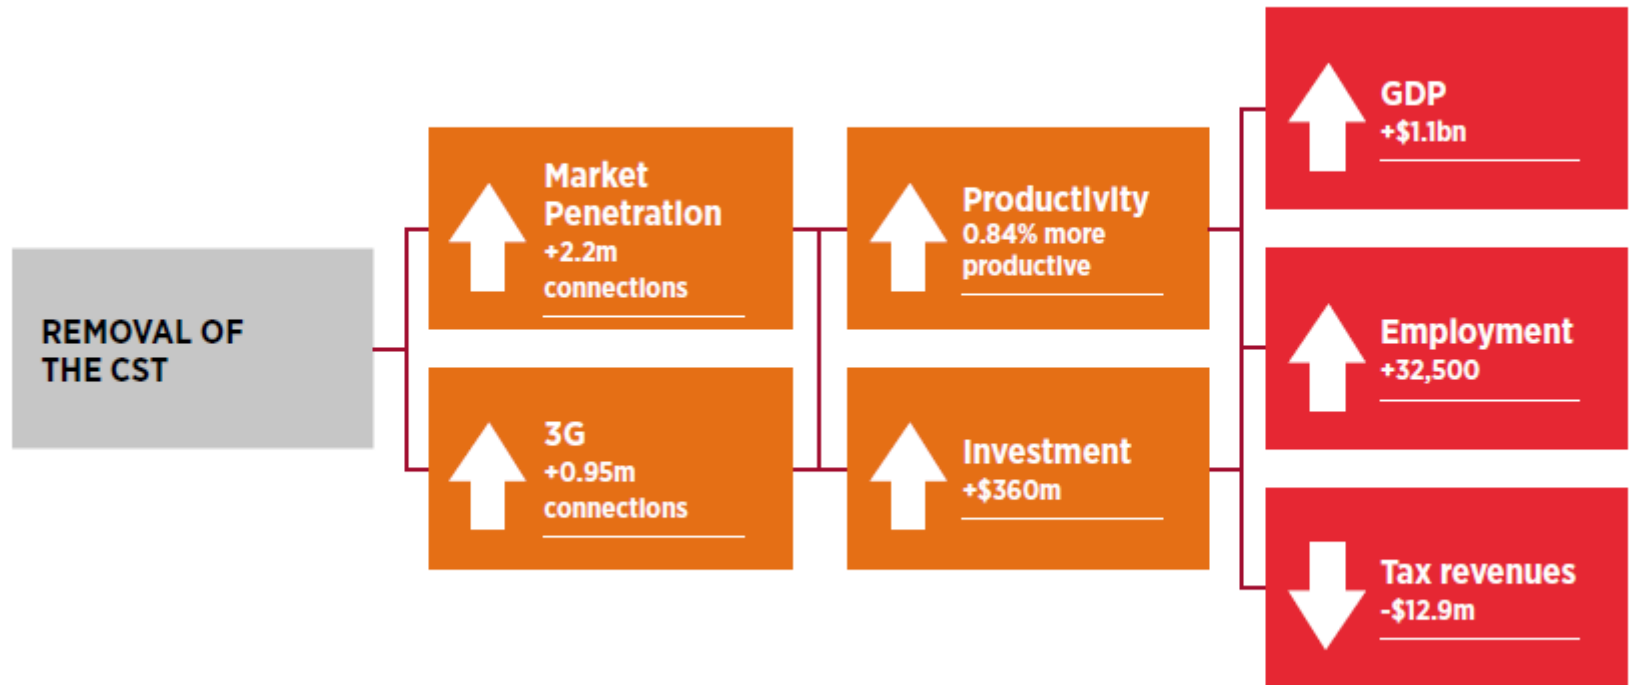 REMOVAL OF
THE CST
Market
Penetration
+2.2m
connections
3G
+0.95m
connections
Productivity
0.84% more
productive
Investment
+$360m
GDP
+$1.1bn
Employment
+32,500
Tax revenues
-$12.9m